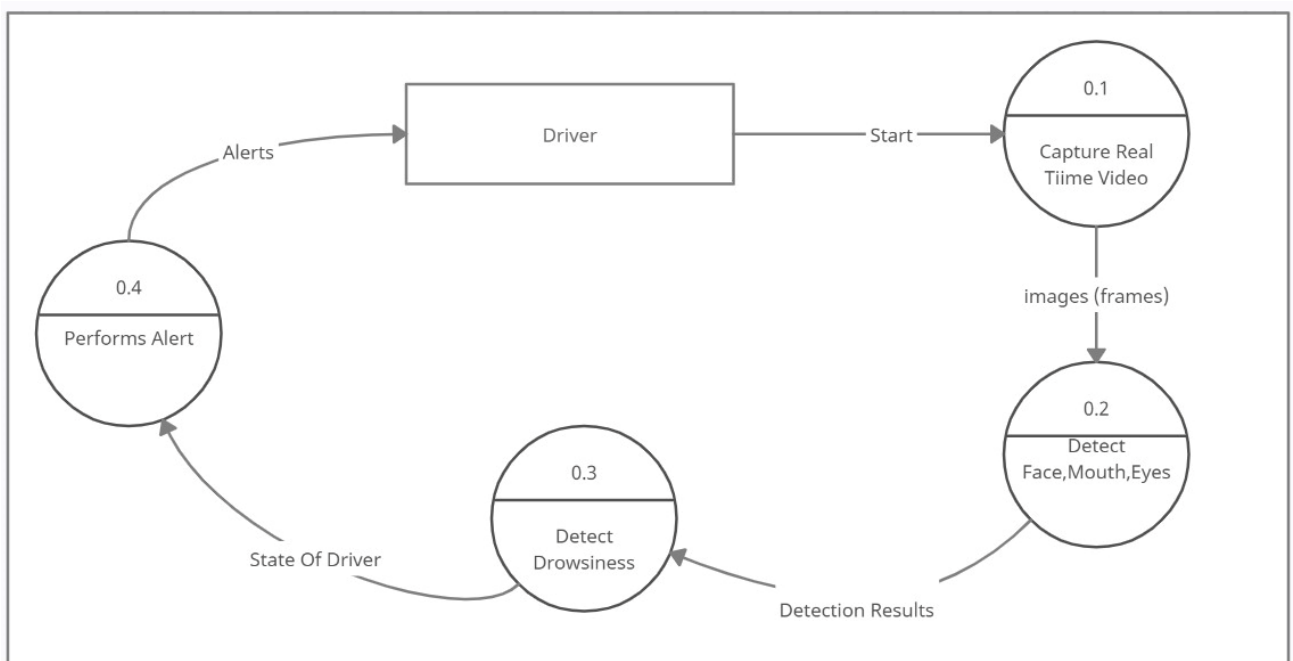 Driver
Start
0.1
Capture Real
Tiime Video
images (frames)
0.2
Detect
Face,Mouth,Eyes
Detection Results
0.3
Detect
Drowsiness
State Of Driver
0.4
Performs Alert
Alerts